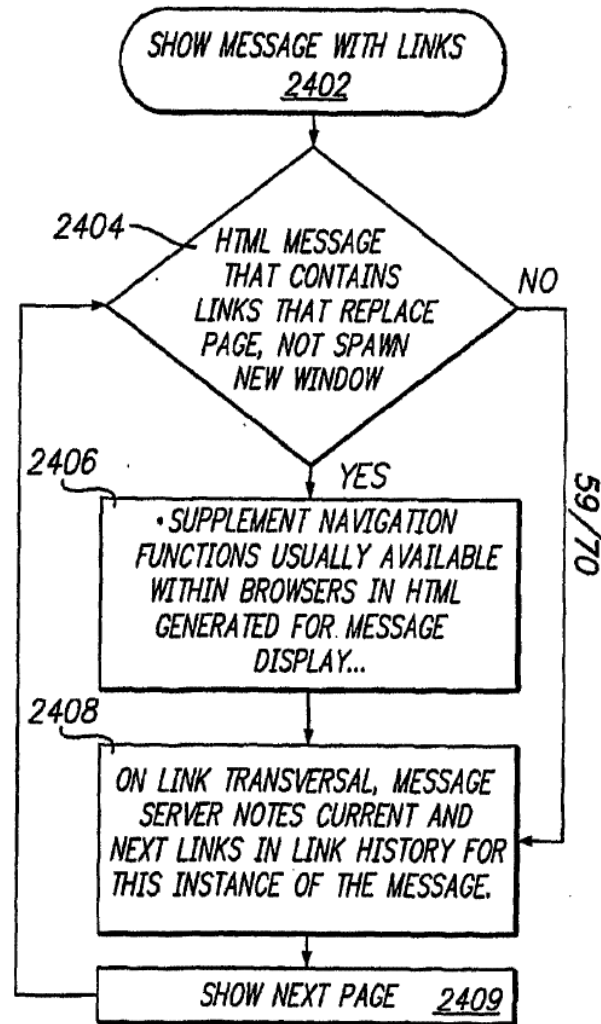 SHOW MESSAGE WITH LINKS
2402
2404
HTML MESSAGE
THAT CONTAINS
LINKS THAT REPLACE
PAGE, NOT SPAWN
NEW WINDOW
NO
YES
59/70
2406
• SUPPLEMENT NAVIGATION
FUNCTIONS USUALLY AVAILABLE
WITHIN BROWSERS IN HTML
GENERATED FOR MESSAGE
DISPLAY...
2408
ON LINK TRANSVERSAL, MESSAGE
SERVER NOTES CURRENT AND
NEXT LINKS IN LINK HISTORY FOR
THIS INSTANCE OF THE MESSAGE.
SHOW NEXT PAGE 2409